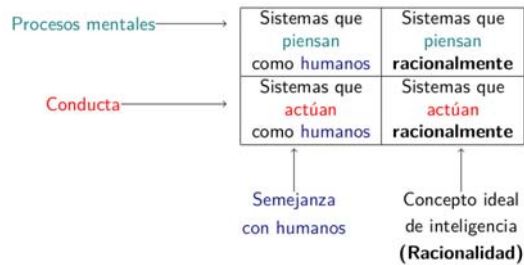 Procesos mentales
Sistemas que
piensan
como humanos
Sistemas que
piensan
racionalmente
Conducta
Sistemas que
actúan
como humanos
Sistemas que
actúan
racionalmente
Semejanza
con humanos
Concepto ideal
de inteligencia
(Racionalidad)